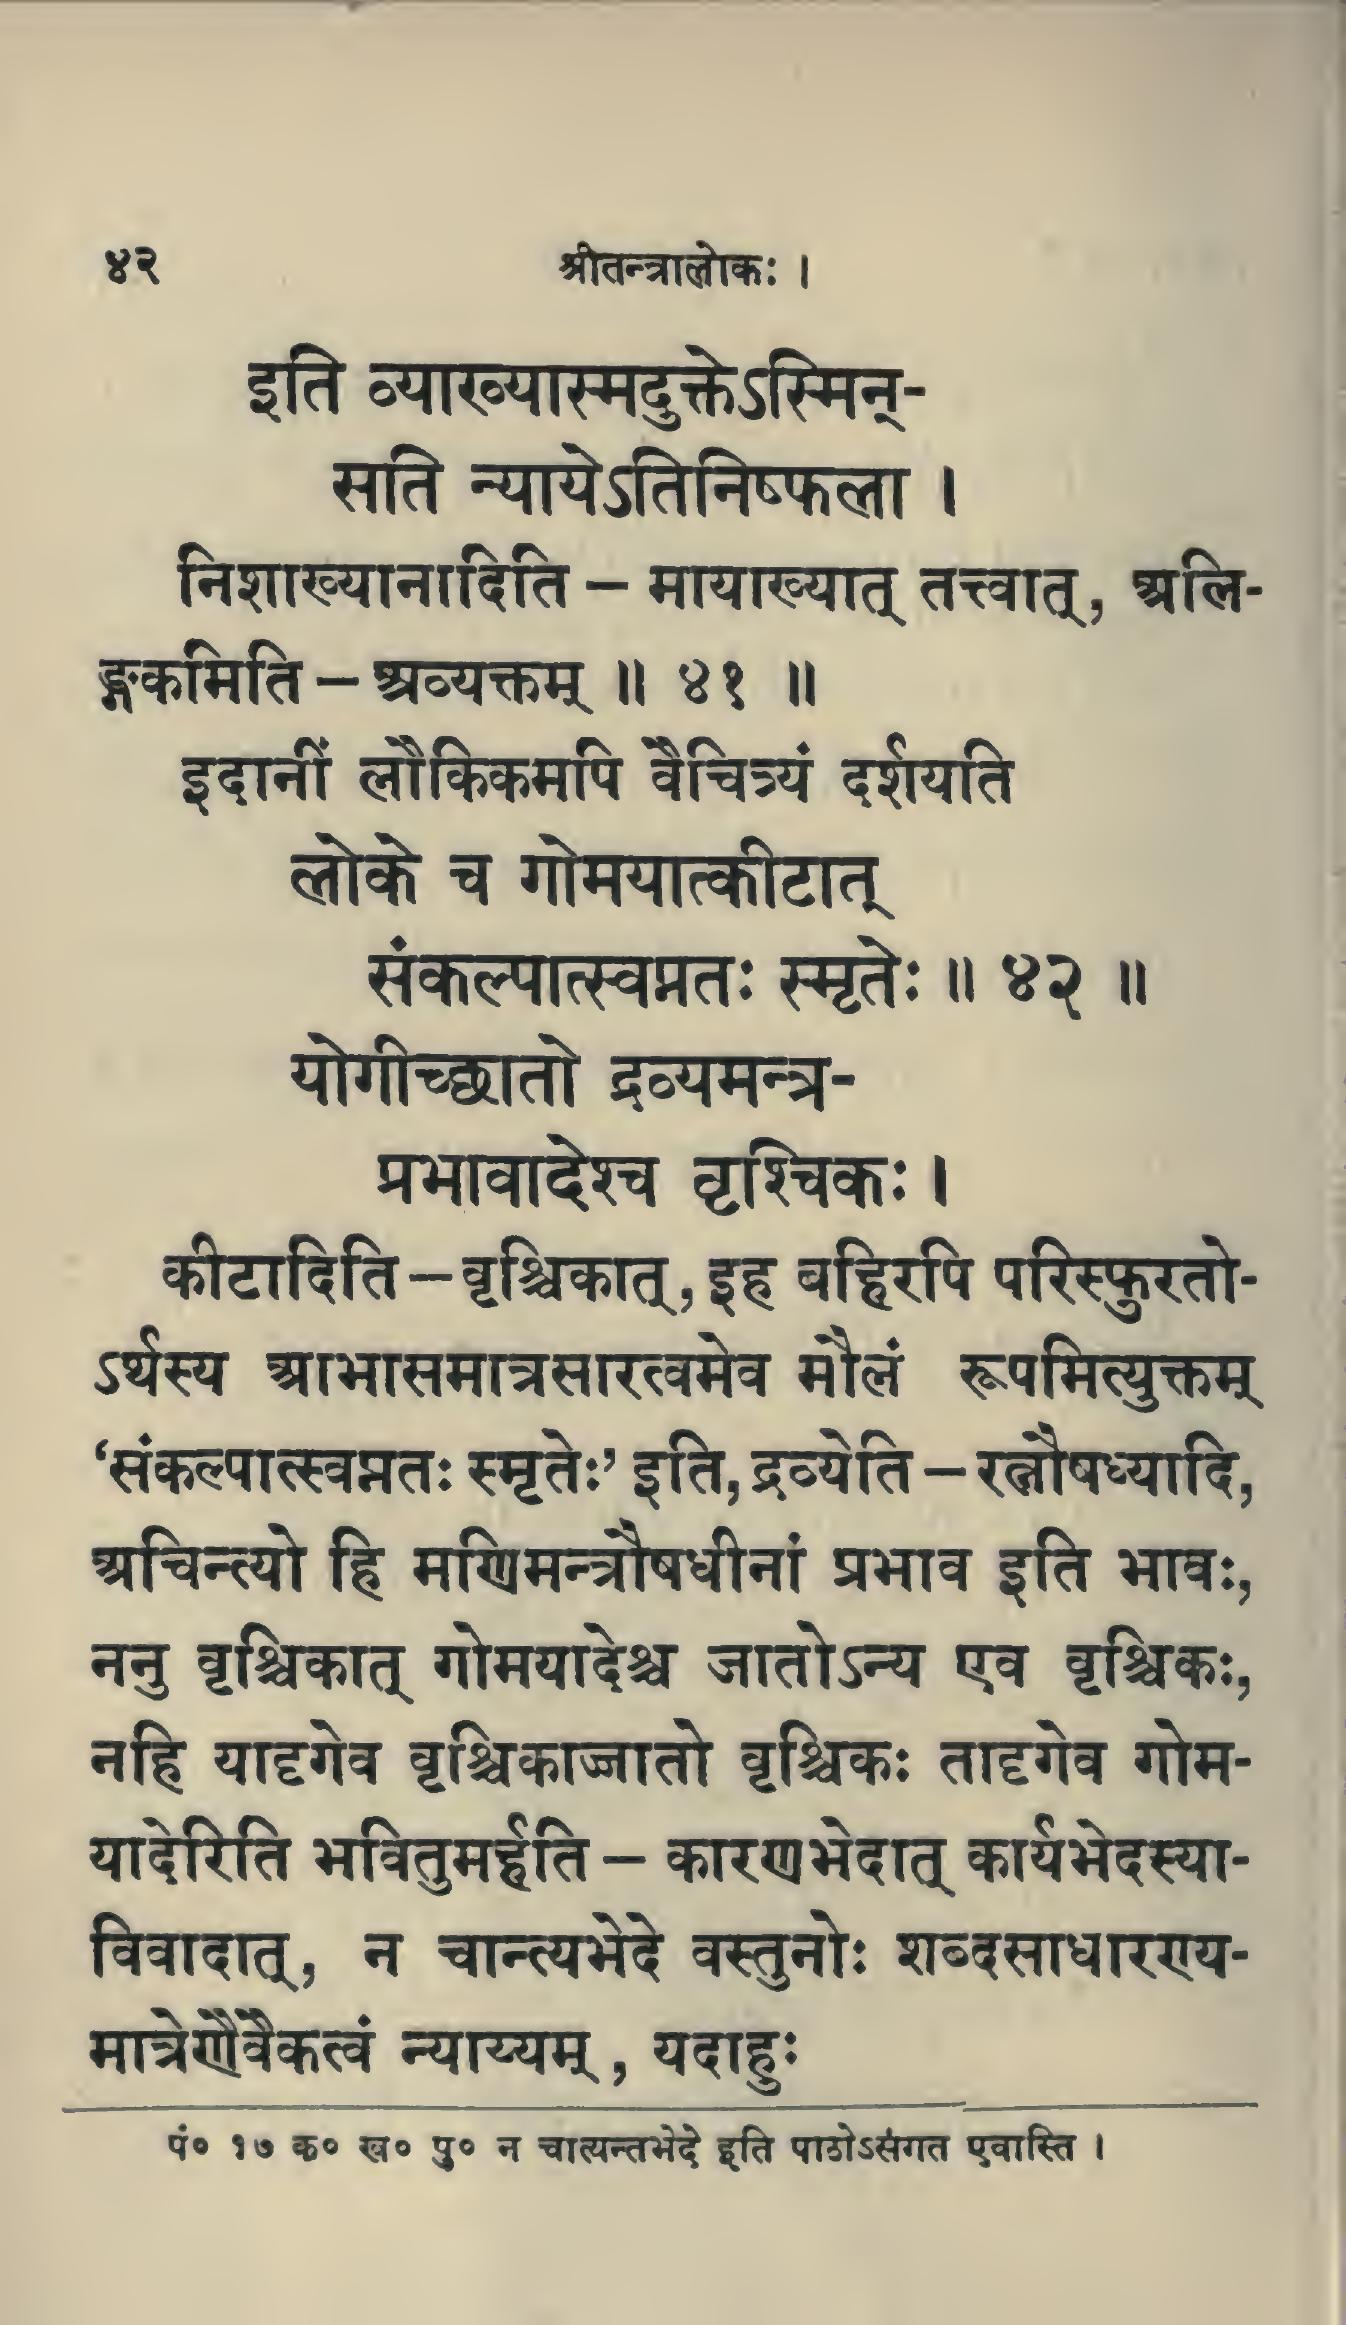 ४२ श्रीतन्त्रालोकः ।
इति व्याख्यास्मदुक्तेऽस्मिन्-
सति न्यायेऽतिनिष्फला ।
निशाख्यानादिति – मायाख्यात् तत्त्वात्, अलि-
ङ्गकमिति – अव्यक्तम् ॥ ४१ ॥
इदानीं लौकिकमपि वैचित्र्यं दर्शयति
लोके च गोमयात्कीटात्
संकल्पात्स्वप्नतः स्मृतेः ॥ ४२ ॥
योगीच्छातो द्रव्यमन्त्र-
प्रभावादेश्च वृश्चिकः ।
कीटादिति – वृश्चिकात्, इह बहिरपि परिस्फुरतो-
ऽर्थस्य आभासमात्रसारत्वमेव मौलं रूपमित्युक्तम्
‘संकल्पात्स्वप्नतः स्मृतेः’ इति, द्रव्येति – रत्नौषध्यादि,
अचिन्त्यो हि मणिमन्त्रौषधीनां प्रभाव इति भावः,
ननु वृश्चिकात् गोमयादेश्च जातोऽन्य एव वृश्चिकः,
नहि यादृगेव वृश्चिकाज्जातो वृश्चिकः तादृगेव गोम-
यादेरिति भवितुमर्हति – कारणभेदात् कार्यभेदस्या-
विवादात्, न चान्त्यभेदे वस्तुनोः शब्दसाधारण्य-
मात्रेणैवैकत्वं न्याय्यम्, यदाहुः
पं० १७ क० ख० पु० न चात्यन्तभेदे इति पाठोऽसंगत एवास्ति ।